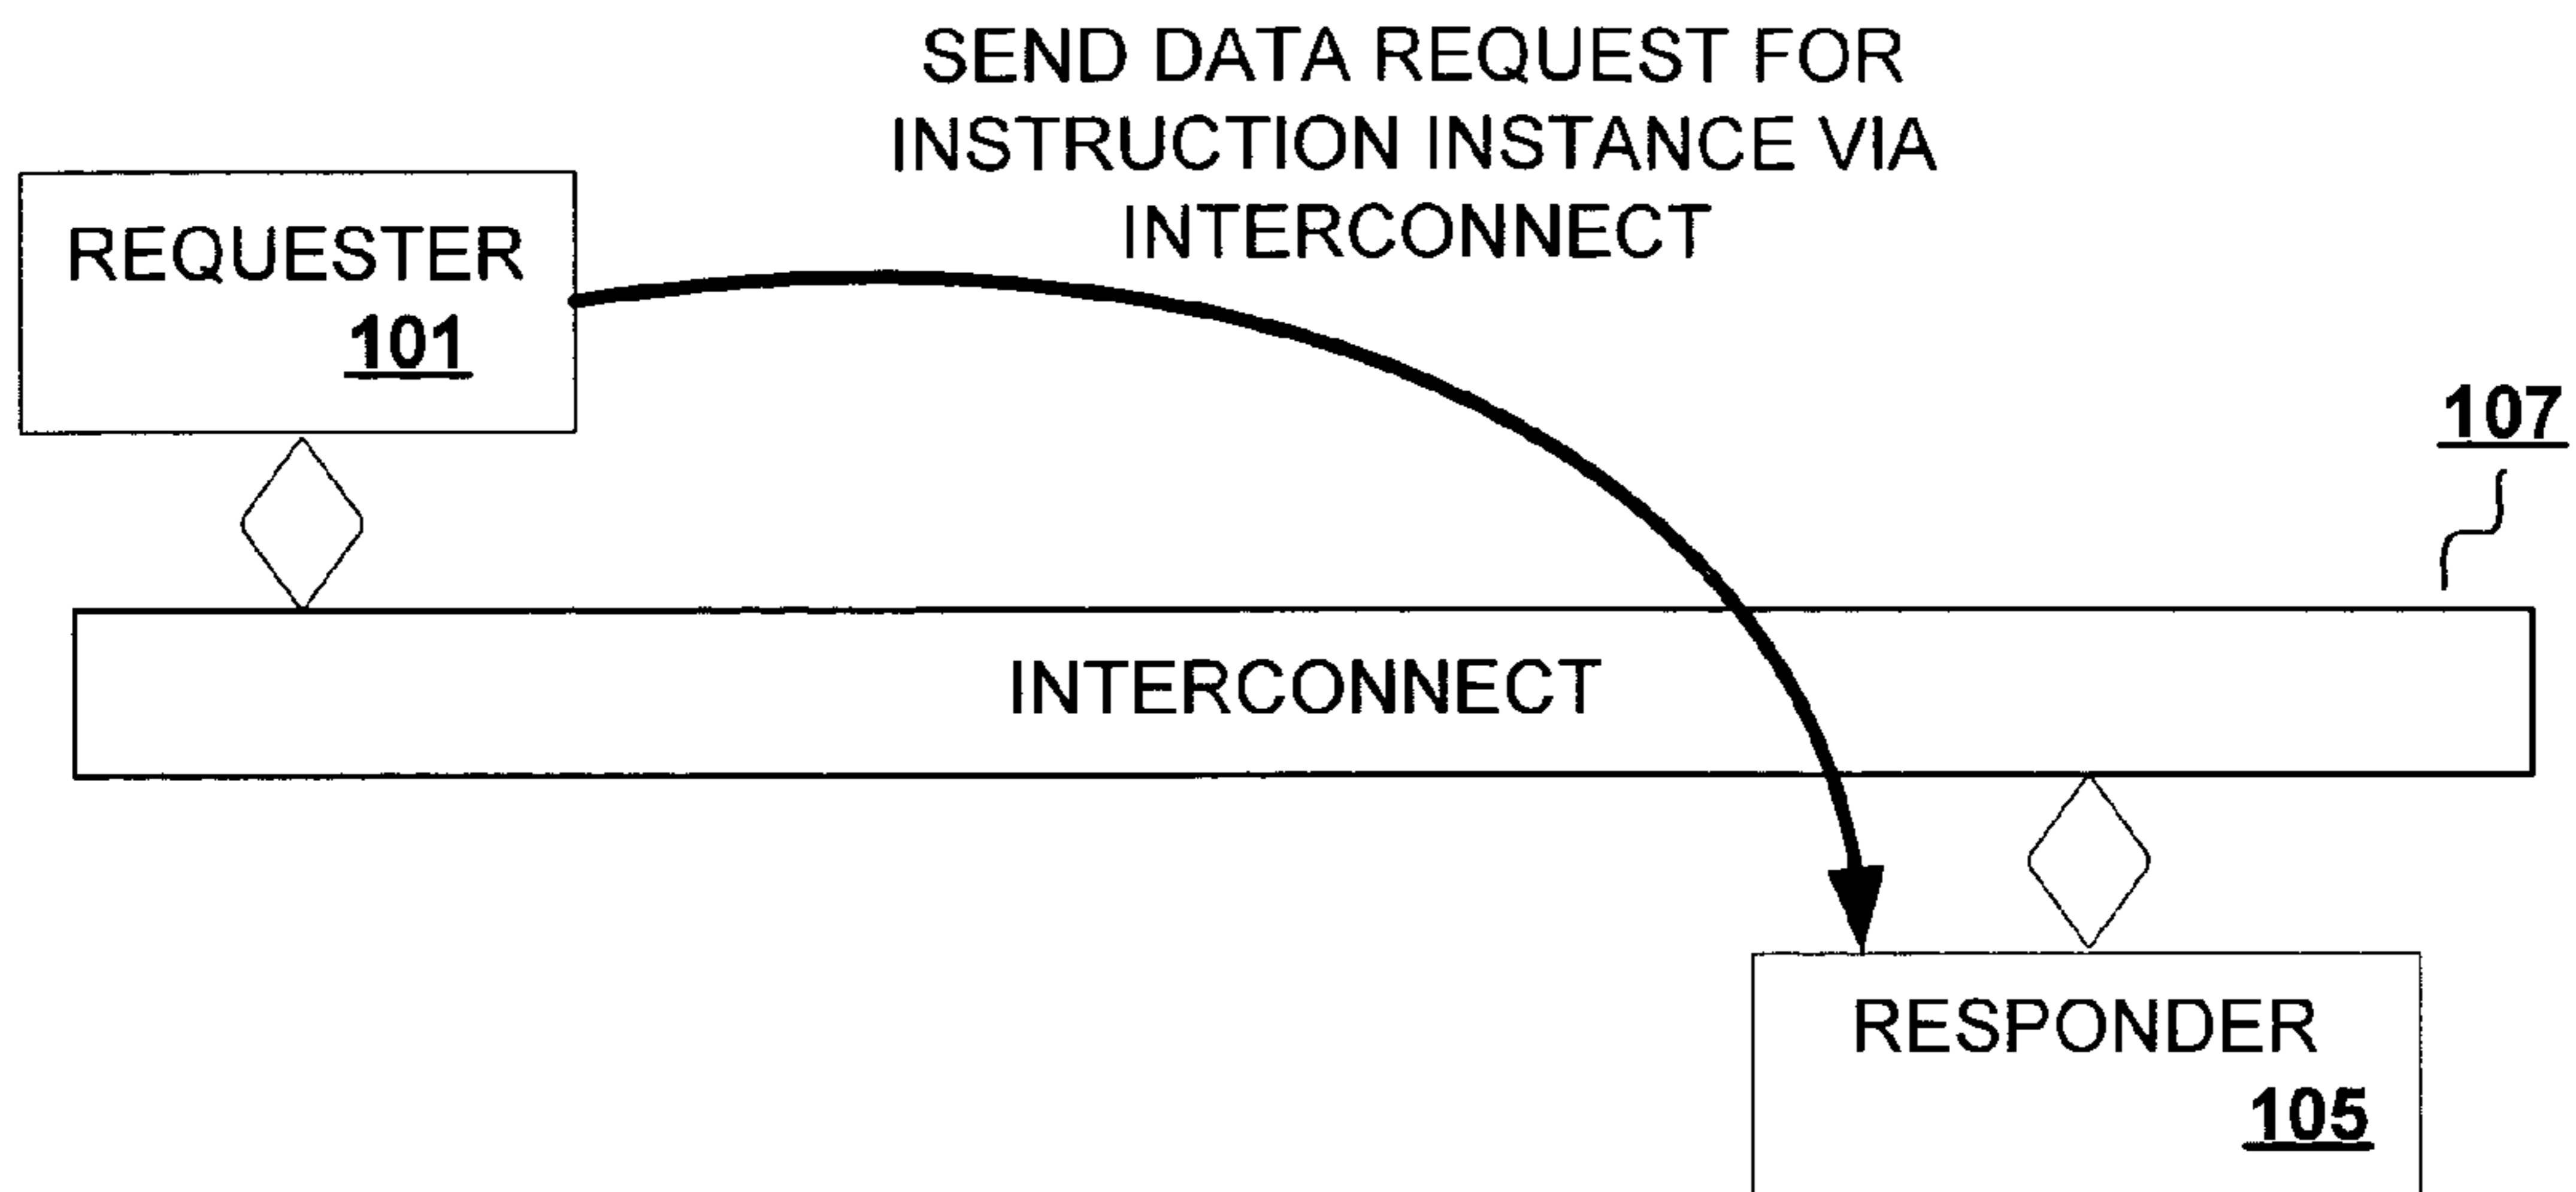 SEND DATA REQUEST FOR
INSTRUCTION INSTANCE VIA
INTERCONNECT
REQUESTER
101
107
INTERCONNECT
RESPONDER
105